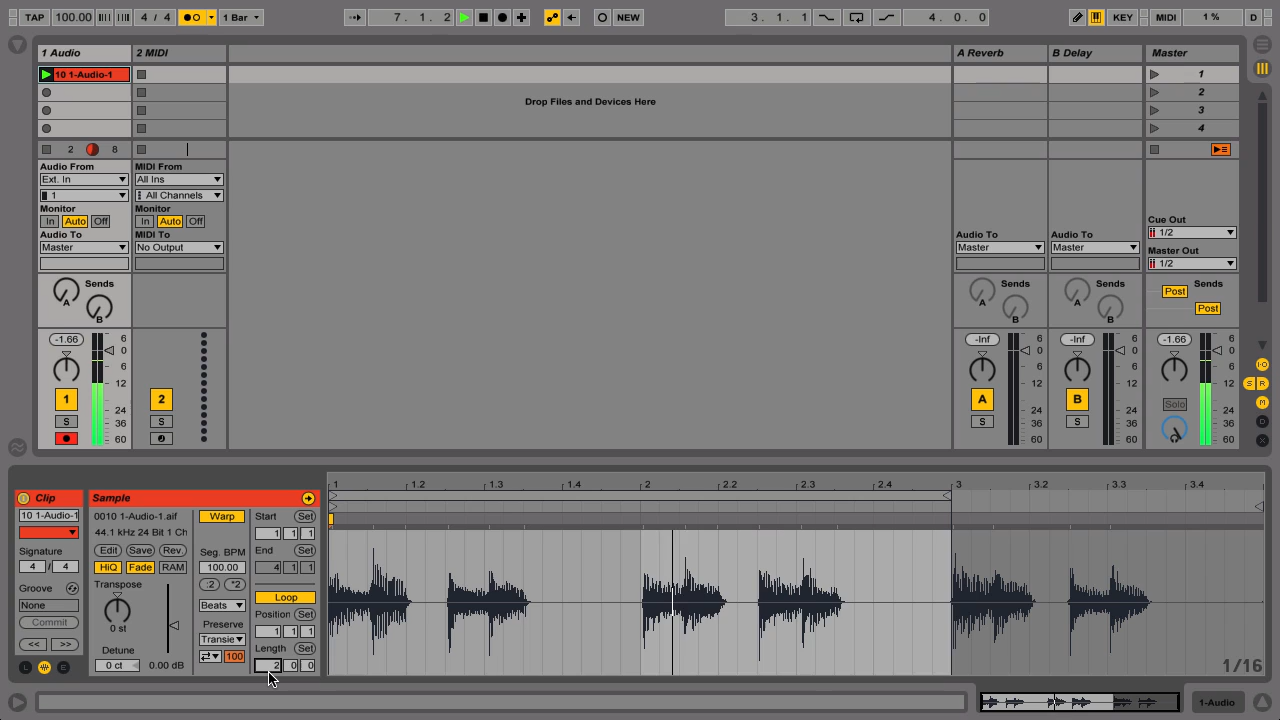 TAP 100.00 4 / 4 1 Bar 7. 1. 2 NEW 3. 1. 1 4. 0. 0 KEY MIDI 1 % D
1 Audio 2 MIDI A Reverb B Delay Master
10 1-Audio-1 1
Drop Files and Devices Here 2
3
4
2 8
Audio From MIDI From
Ext. In All Ins
1 All Channels
Monitor Monitor
In Auto Off In Auto Off Cue Out
Audio To MIDI To Audio To Audio To 1/2
Master No Output Master Master Master Out
1/2
Sends Sends Sends Sends
A B A B A B Post Post
-1.66 6 -Inf 6 -Inf 6 -1.66 6
0 0 0 0
6 6 6 6
12 12 12 12
1 2 A B Solo
24 24 24 24
S S S S
36 36 36 36
60 60 60 60
I·O
S R
M
D
X
1 1.2 1.3 1.4 2 2.2 2.3 2.4 3 3.2 3.3 3.4
Clip Sample
10 1-Audio-1 0010 1-Audio-1.aif Warp Start Set
44.1 kHz 24 Bit 1 Ch 1 1 1
Signature Edit Save Rev Seg. BPM End Set
4 / 4 HiQ Fade RAM 100.00 4 1 1
Groove Transpose :2 *2
None Beats Loop
Commit 0 st Preserve Position Set
Transie 1 1 1
<< >> Detune 100 Length Set
L E 0 ct 0.00 dB 2 0 0
1/16
1-Audio